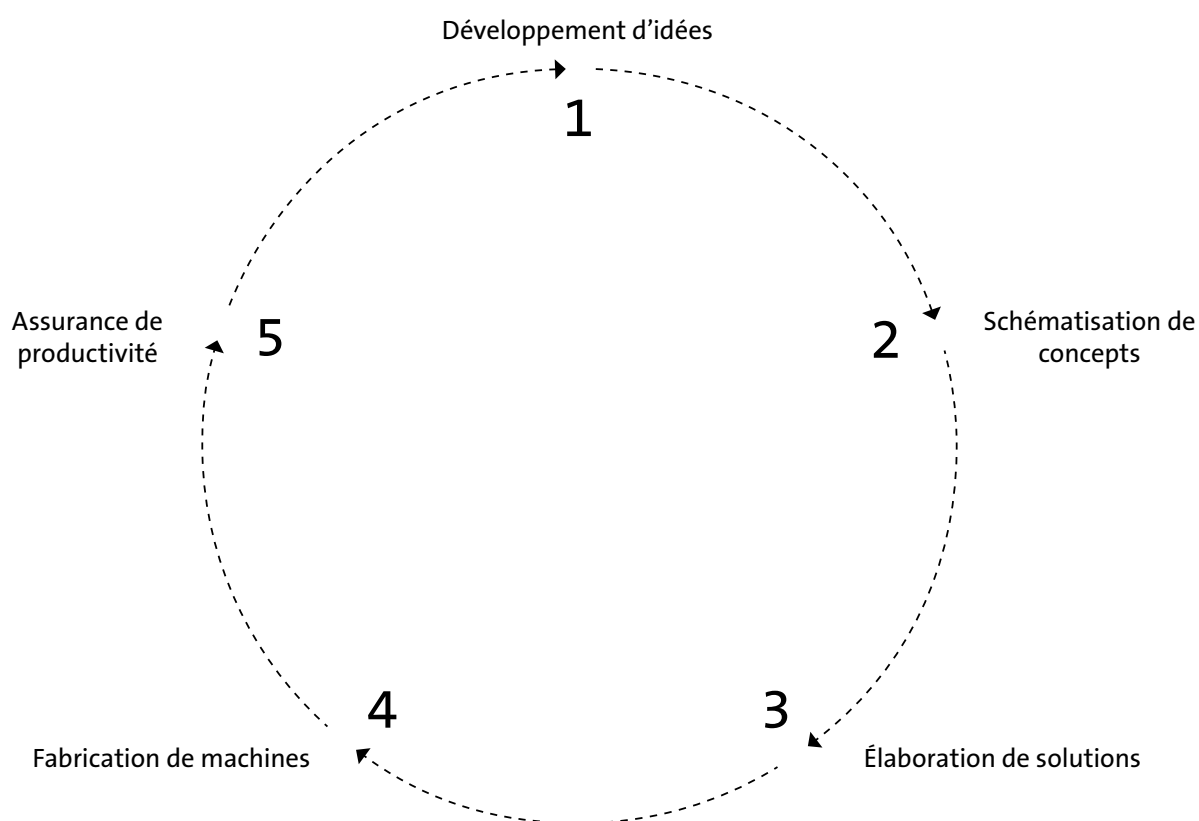 Développement d’idées
1
Assurance de
productivité
5
2
Schématisation de
concepts
4
3
Fabrication de machines
Élaboration de solutions